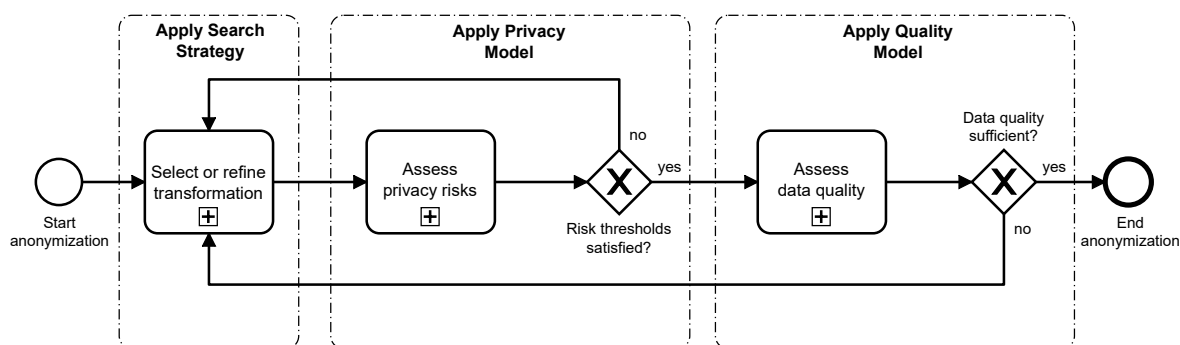 Apply Search
Strategy
Apply Privacy
Model
Apply Quality
Model
Start
anonymization
Select or refine
transformation
Assess
privacy risks
no
yes
Risk thresholds
satisfied?
Assess
data quality
Data quality
sufficient?
yes
no
End
anonymization